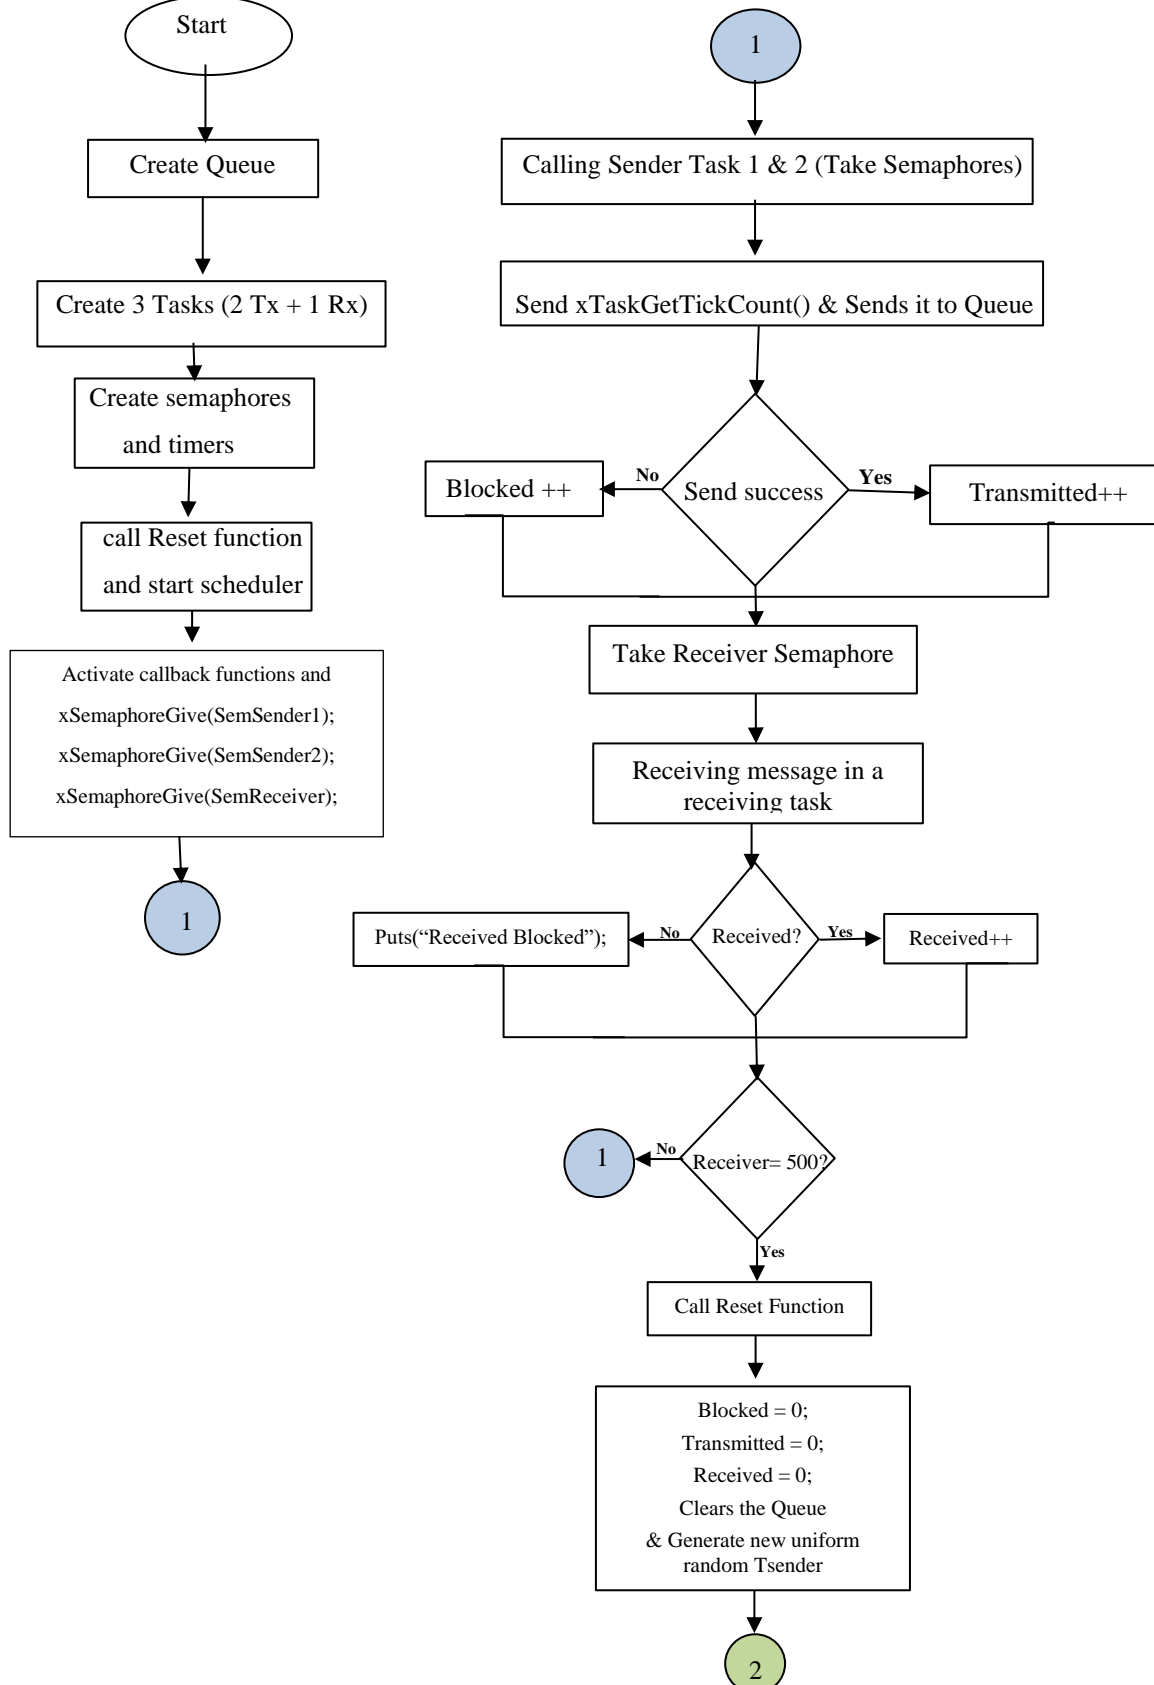 Start
Create Queue
Create 3 Tasks (2 Tx + 1 Rx)
Create semaphores
and timers
call Reset function
and start scheduler
Activate callback functions and
xSemaphoreGive(SemSender1);
xSemaphoreGive(SemSender2);
xSemaphoreGive(SemReceiver);
1
1
Calling Sender Task 1 & 2 (Take Semaphores)
Send xTaskGetTickCount() & Sends it to Queue
Send success
No
Blocked ++
Yes
Transmitted++
Take Receiver Semaphore
Receiving message in a
receiving task
Received?
No
Puts(“Received Blocked”);
Yes
Received++
Receiver= 500?
No
1
Yes
Call Reset Function
Blocked = 0;
Transmitted = 0;
Received = 0;
Clears the Queue
& Generate new uniform
random Tsender
2